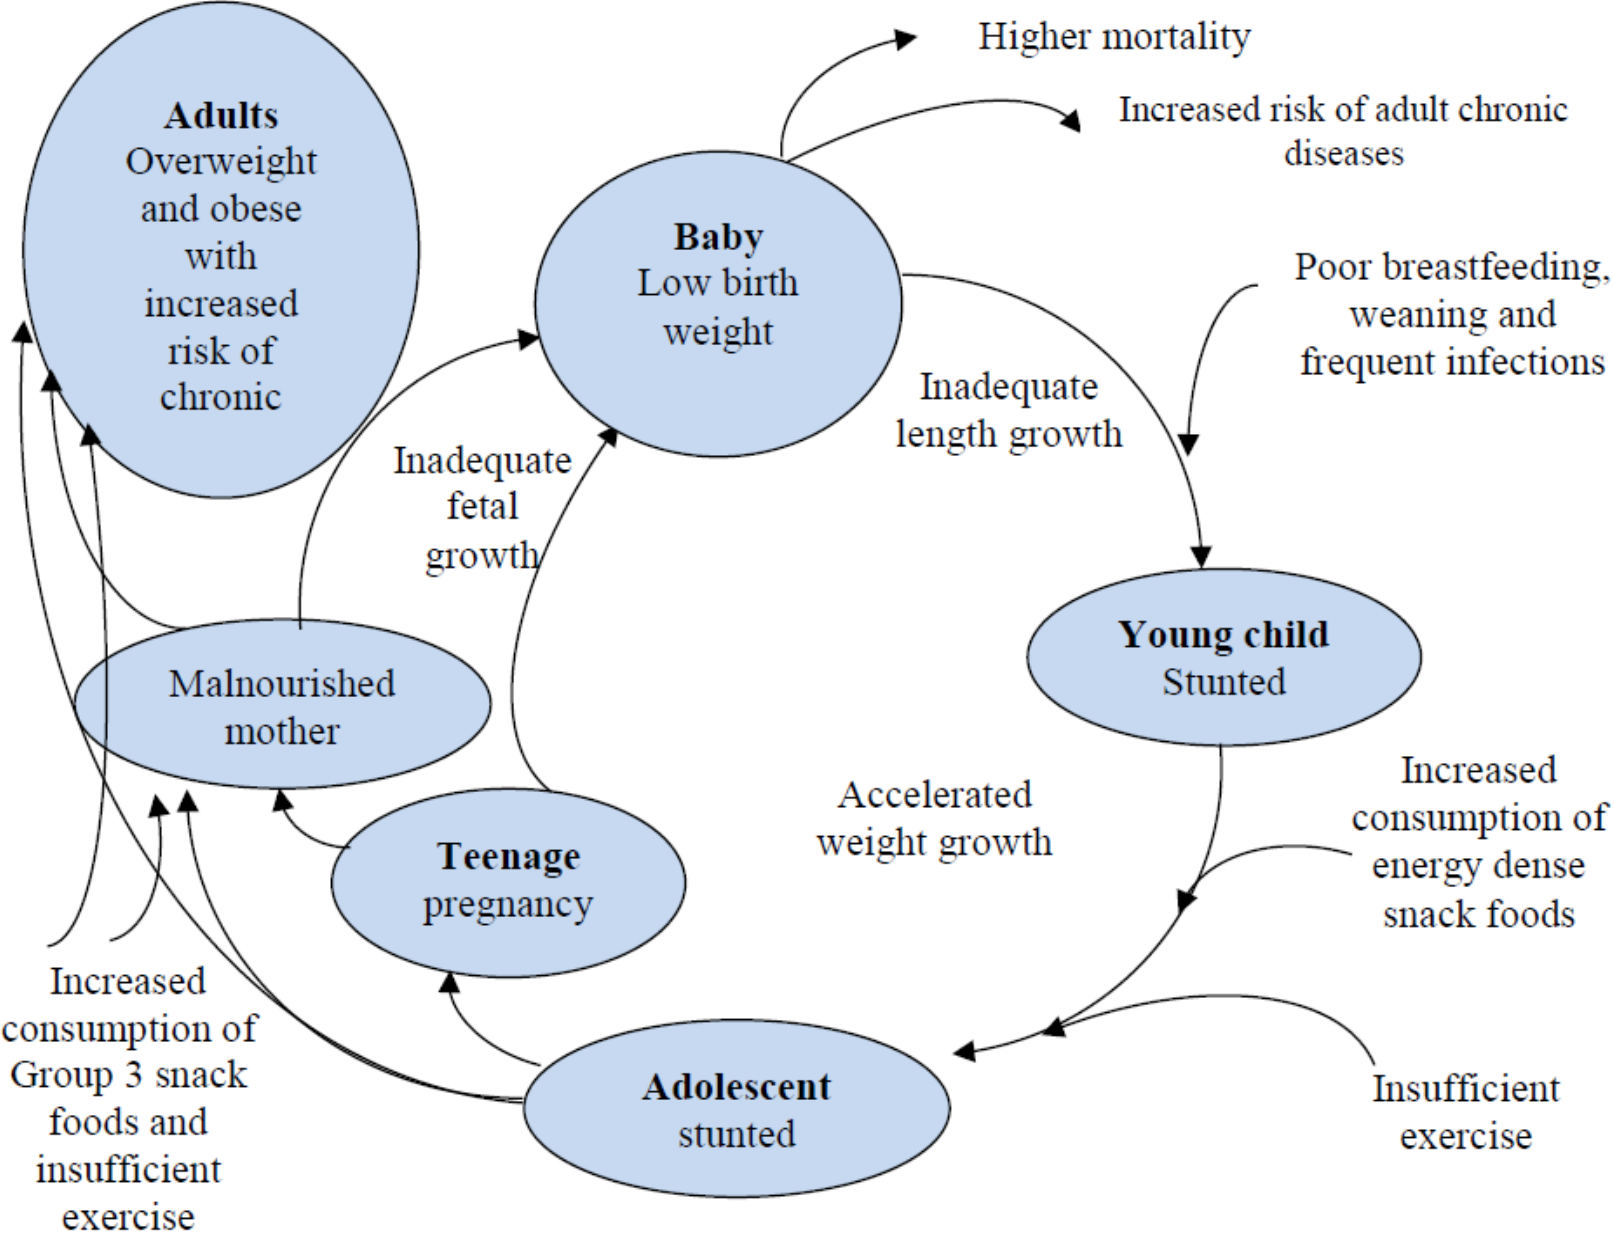 Higher mortality
Increased risk of adult chronic
diseases
Adults
Overweight
and obese
with
increased
risk of
chronic
Baby
Low birth
weight
Poor breastfeeding,
weaning and
frequent infections
Inadequate
length growth
Inadequate
fetal
growth
Young child
Stunted
Malnourished
mother
Accelerated
weight growth
Increased
consumption of
energy dense
snack foods
Teenage
pregnancy
Increased
consumption of
Group 3 snack
foods and
insufficient
exercise
Adolescent
stunted
Insufficient
exercise